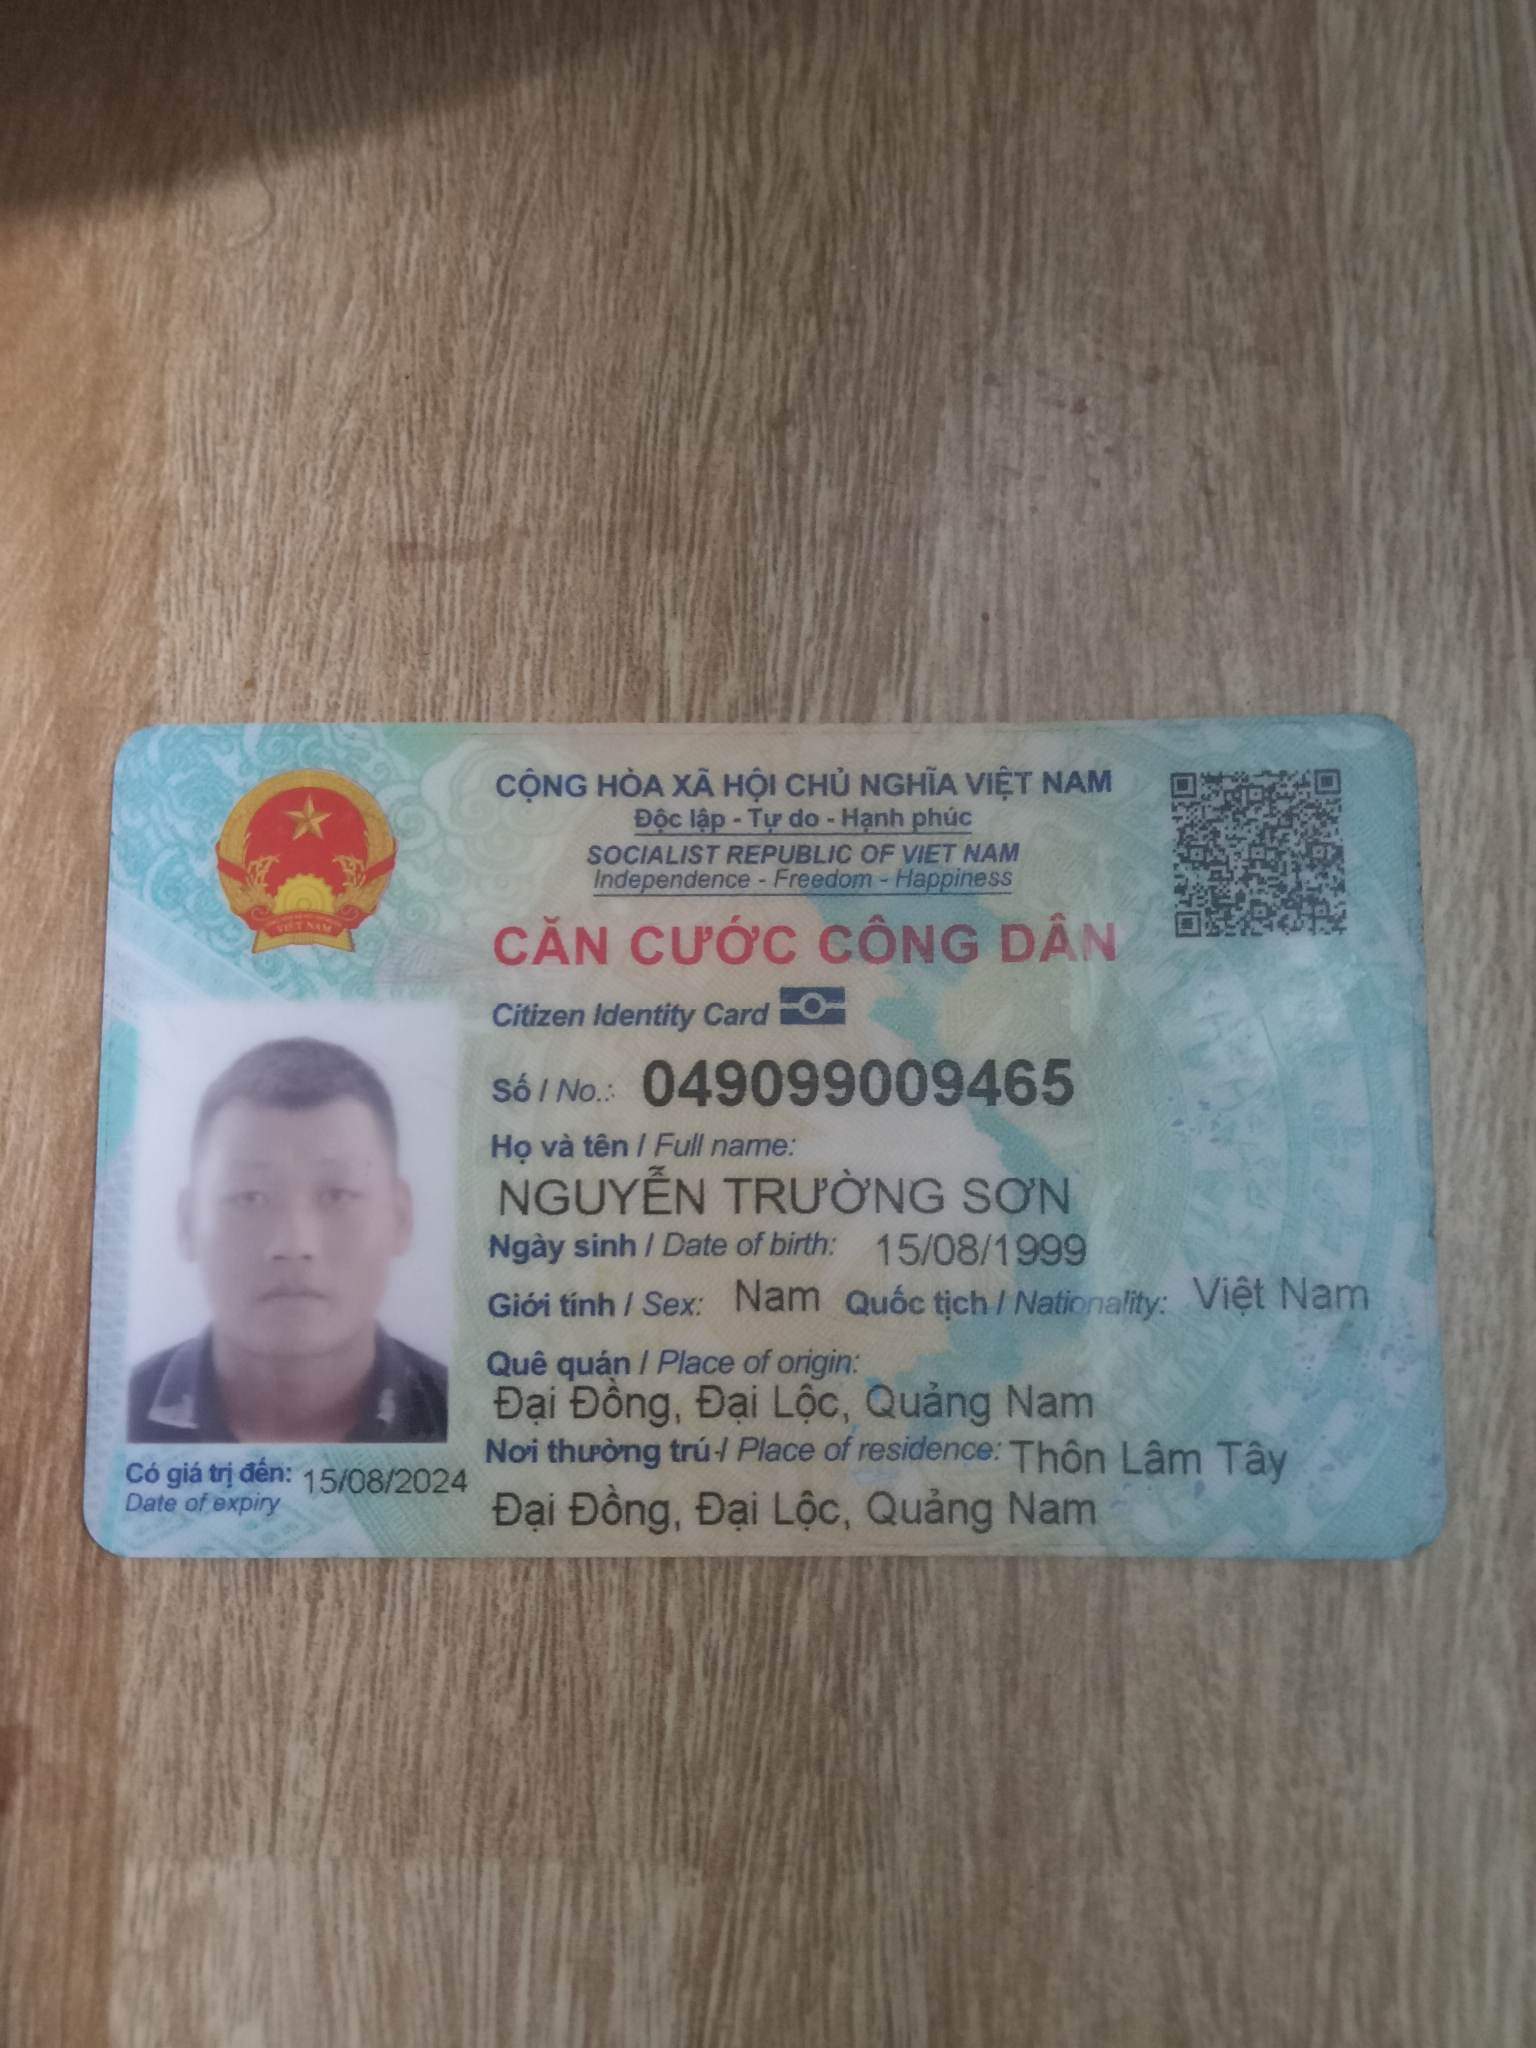 CỘNG HÒA XÃ HỘI CHỦ NGHĨA VIỆT NAM
Độc lập - Tự do - Hạnh phúc
SOCIALIST REPUBLIC OF VIET NAM
Independence - Freedom - Happiness
VIỆT NAM
CĂN CƯỚC CÔNG DÂN
Citizen Identity Card
Số / No.: 049099009465
Họ và tên / Full name:
NGUYỄN TRƯỜNG SƠN
Ngày sinh / Date of birth: 15/08/1999
Giới tính / Sex: Nam Quốc tịch / Nationality: Việt Nam
Quê quán / Place of origin:
Đại Đồng, Đại Lộc, Quảng Nam
Nơi thường trú / Place of residence: Thôn Lâm Tây
Đại Đồng, Đại Lộc, Quảng Nam
Có giá trị đến: 15/08/2024
Date of expiry